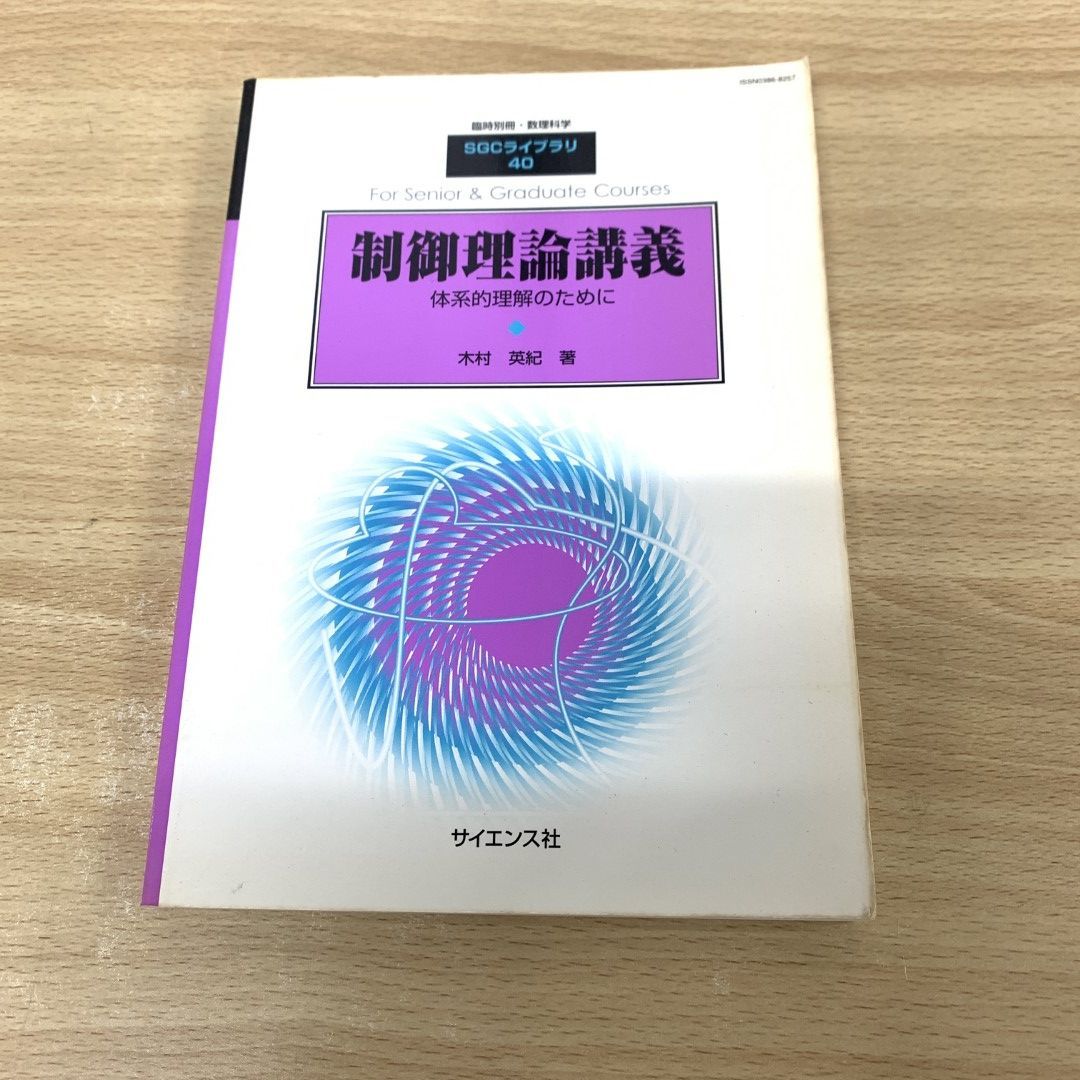 ISSN0386-8257
臨時別冊・数理科学
SGCライブラリ
40
For Senior & Graduate Courses
制御理論講義
体系的理解のために
木村 英紀 著
サイエンス社